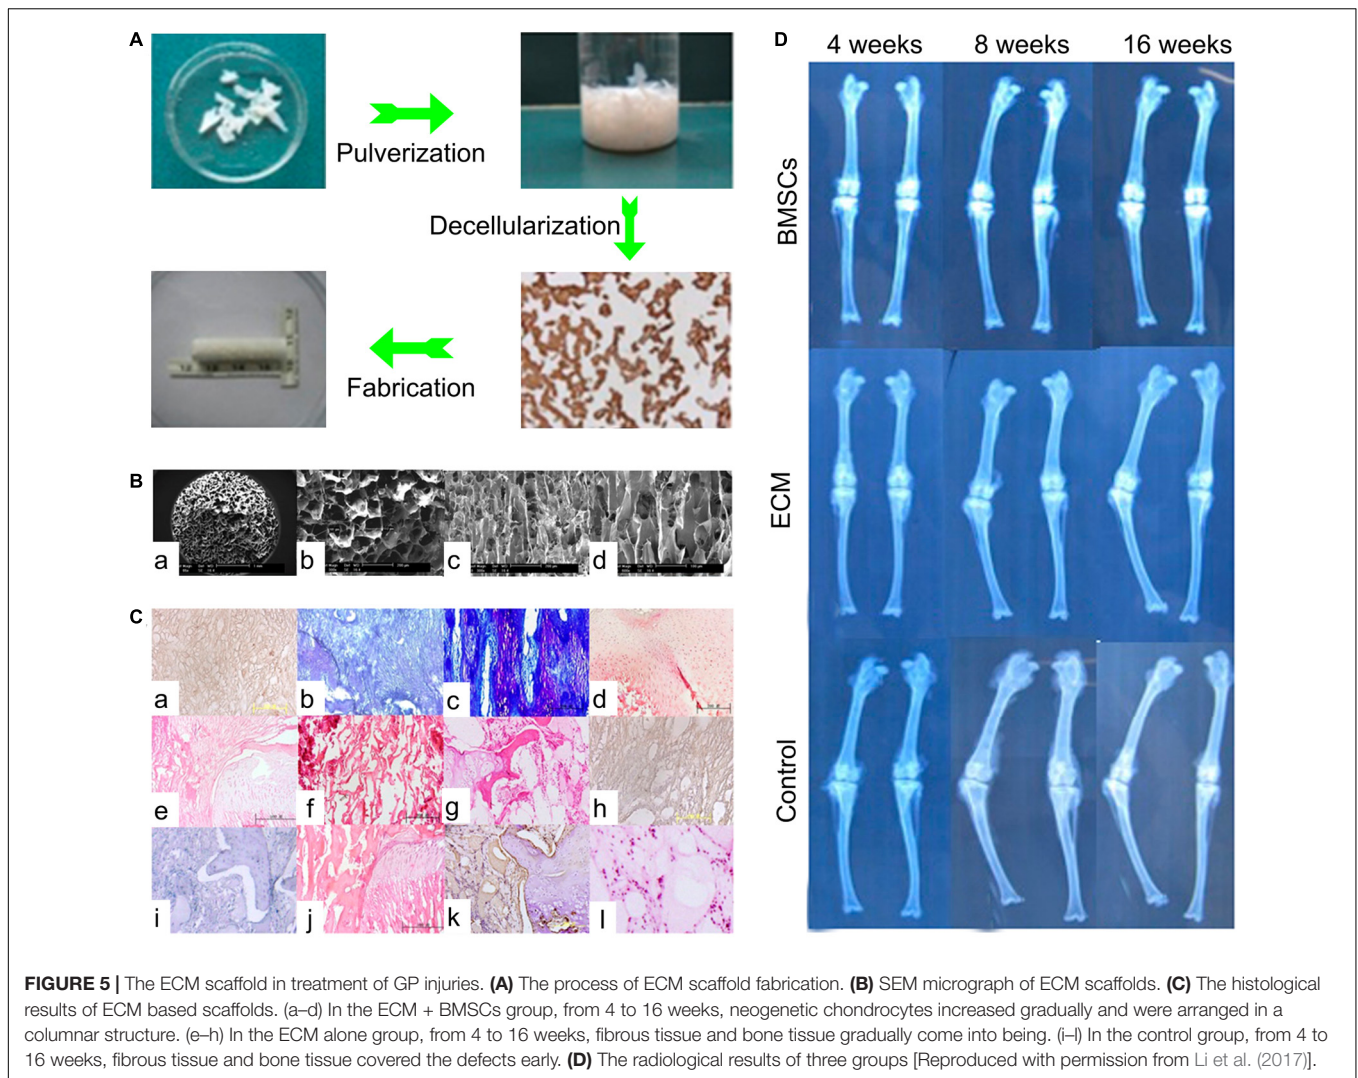 A
Pulverization
Decellularization
Fabrication
B
a
b
c
d
C
a
b
c
d
e
f
g
h
i
j
k
l
D
4 weeks
8 weeks
16 weeks
BMSCs
ECM
Control
FIGURE 5 | The ECM scaffold in treatment of GP injuries. (A) The process of ECM scaffold fabrication. (B) SEM micrograph of ECM scaffolds. (C) The histological
results of ECM based scaffolds. (a–d) In the ECM + BMSCs group, from 4 to 16 weeks, neogenetic chondrocytes increased gradually and were arranged in a
columnar structure. (e–h) In the ECM alone group, from 4 to 16 weeks, fibrous tissue and bone tissue gradually come into being. (i–l) In the control group, from 4 to
16 weeks, fibrous tissue and bone tissue covered the defects early. (D) The radiological results of three groups [Reproduced with permission from Li et al. (2017)].